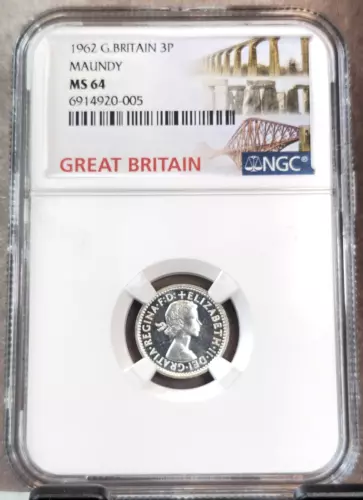 1962 G.BRITAIN 3P
MAUNDY
MS 64
6914920-005
GREAT BRITAIN
NGC®
+ELIZABETH·II·DEI·GRATIA·REGINA·F:D: